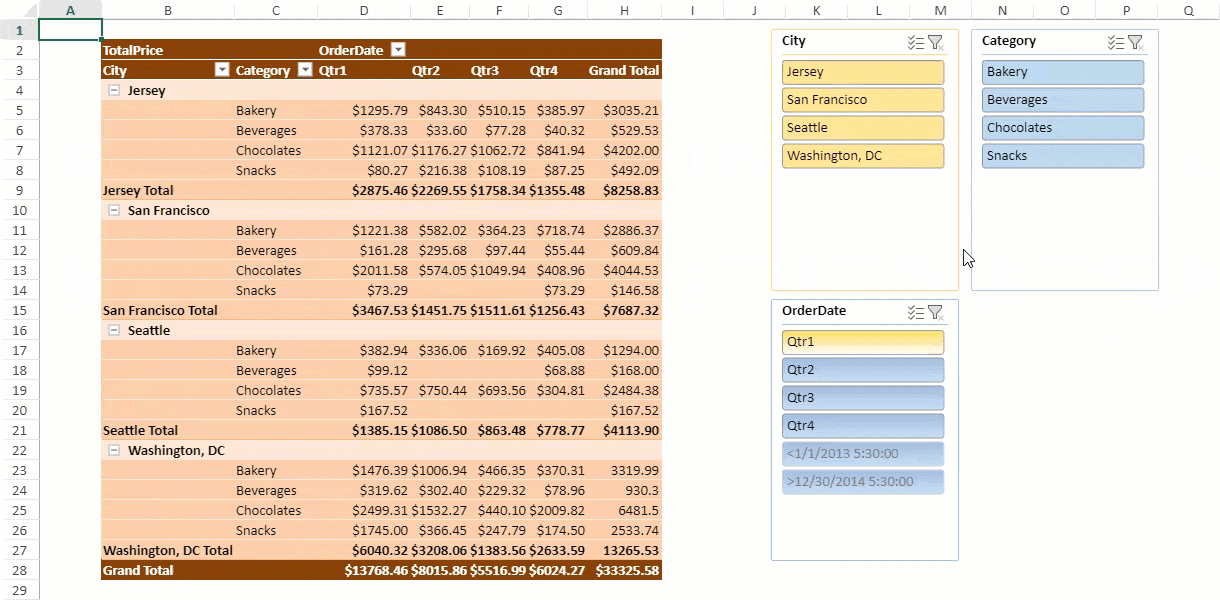 A B C D E F G H I J K L M N O P Q
1
2 TotalPrice OrderDate
3 City Category Qtr1 Qtr2 Qtr3 Qtr4 Grand Total
4 Jersey
5 Bakery $1295.79 $843.30 $510.15 $385.97 $3035.21
6 Beverages $378.33 $33.60 $77.28 $40.32 $529.53
7 Chocolates $1121.07 $1176.27 $1062.72 $841.94 $4202.00
8 Snacks $80.27 $216.38 $108.19 $87.25 $492.09
9 Jersey Total $2875.46 $2269.55 $1758.34 $1355.48 $8258.83
10 San Francisco
11 Bakery $1221.38 $582.02 $364.23 $718.74 $2886.37
12 Beverages $161.28 $295.68 $97.44 $55.44 $609.84
13 Chocolates $2011.58 $574.05 $1049.94 $408.96 $4044.53
14 Snacks $73.29 $73.29 $146.58
15 San Francisco Total $3467.53 $1451.75 $1511.61 $1256.43 $7687.32
16 Seattle
17 Bakery $382.94 $336.06 $169.92 $405.08 $1294.00
18 Beverages $99.12 $68.88 $168.00
19 Chocolates $735.57 $750.44 $693.56 $304.81 $2484.38
20 Snacks $167.52 $167.52
21 Seattle Total $1385.15 $1086.50 $863.48 $778.77 $4113.90
22 Washington, DC
23 Bakery $1476.39 $1006.94 $466.35 $370.31 3319.99
24 Beverages $319.62 $302.40 $229.32 $78.96 930.3
25 Chocolates $2499.31 $1532.27 $440.10 $2009.82 6481.5
26 Snacks $1745.00 $366.45 $247.79 $174.50 2533.74
27 Washington, DC Total $6040.32 $3208.06 $1383.56 $2633.59 13265.53
28 Grand Total $13768.46 $8015.86 $5516.99 $6024.27 $33325.58
29
City
Jersey
San Francisco
Seattle
Washington, DC
Category
Bakery
Beverages
Chocolates
Snacks
OrderDate
Qtr1
Qtr2
Qtr3
Qtr4
<1/1/2013 5:30:00
>12/30/2014 5:30:00